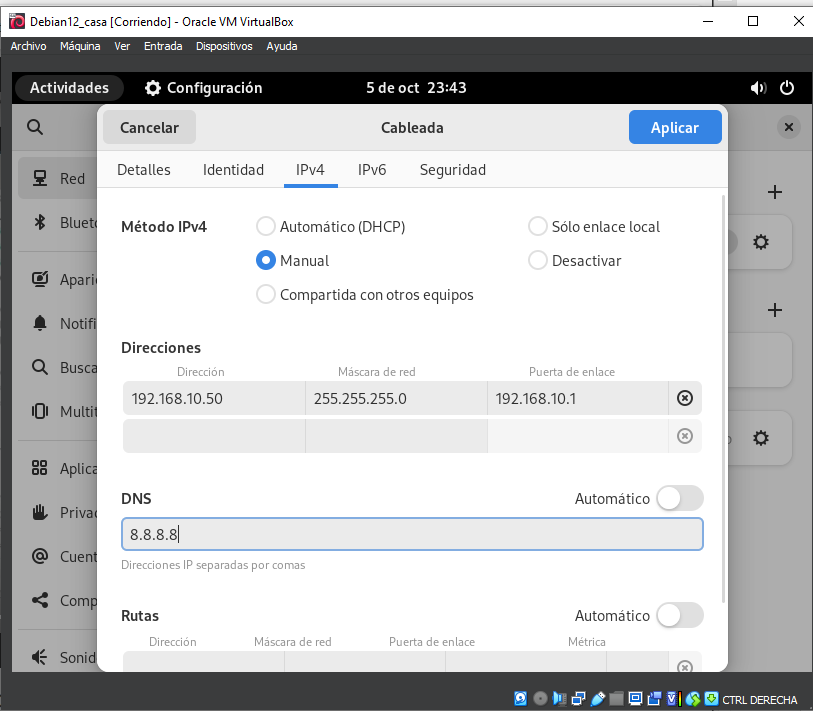 Debian12_casa [Corriendo] - Oracle VM VirtualBox
Archivo Máquina Ver Entrada Dispositivos Ayuda
Actividades Configuración 5 de oct 23:43
Cancelar Cableada Aplicar
Detalles Identidad IPv4 IPv6 Seguridad
Red
Método IPv4 Automático (DHCP) Sólo enlace local
Blueto
Manual Desactivar
Apari
Compartida con otros equipos
Notifi
Direcciones
Busca
Dirección Máscara de red Puerta de enlace
192.168.10.50 255.255.255.0 192.168.10.1
Multit
Aplica
DNS Automático
Privac
8.8.8.8
Cuent
Direcciones IP separadas por comas
Comp
Rutas Automático
Dirección Máscara de red Puerta de enlace Métrica
Sonid
CTRL DERECHA